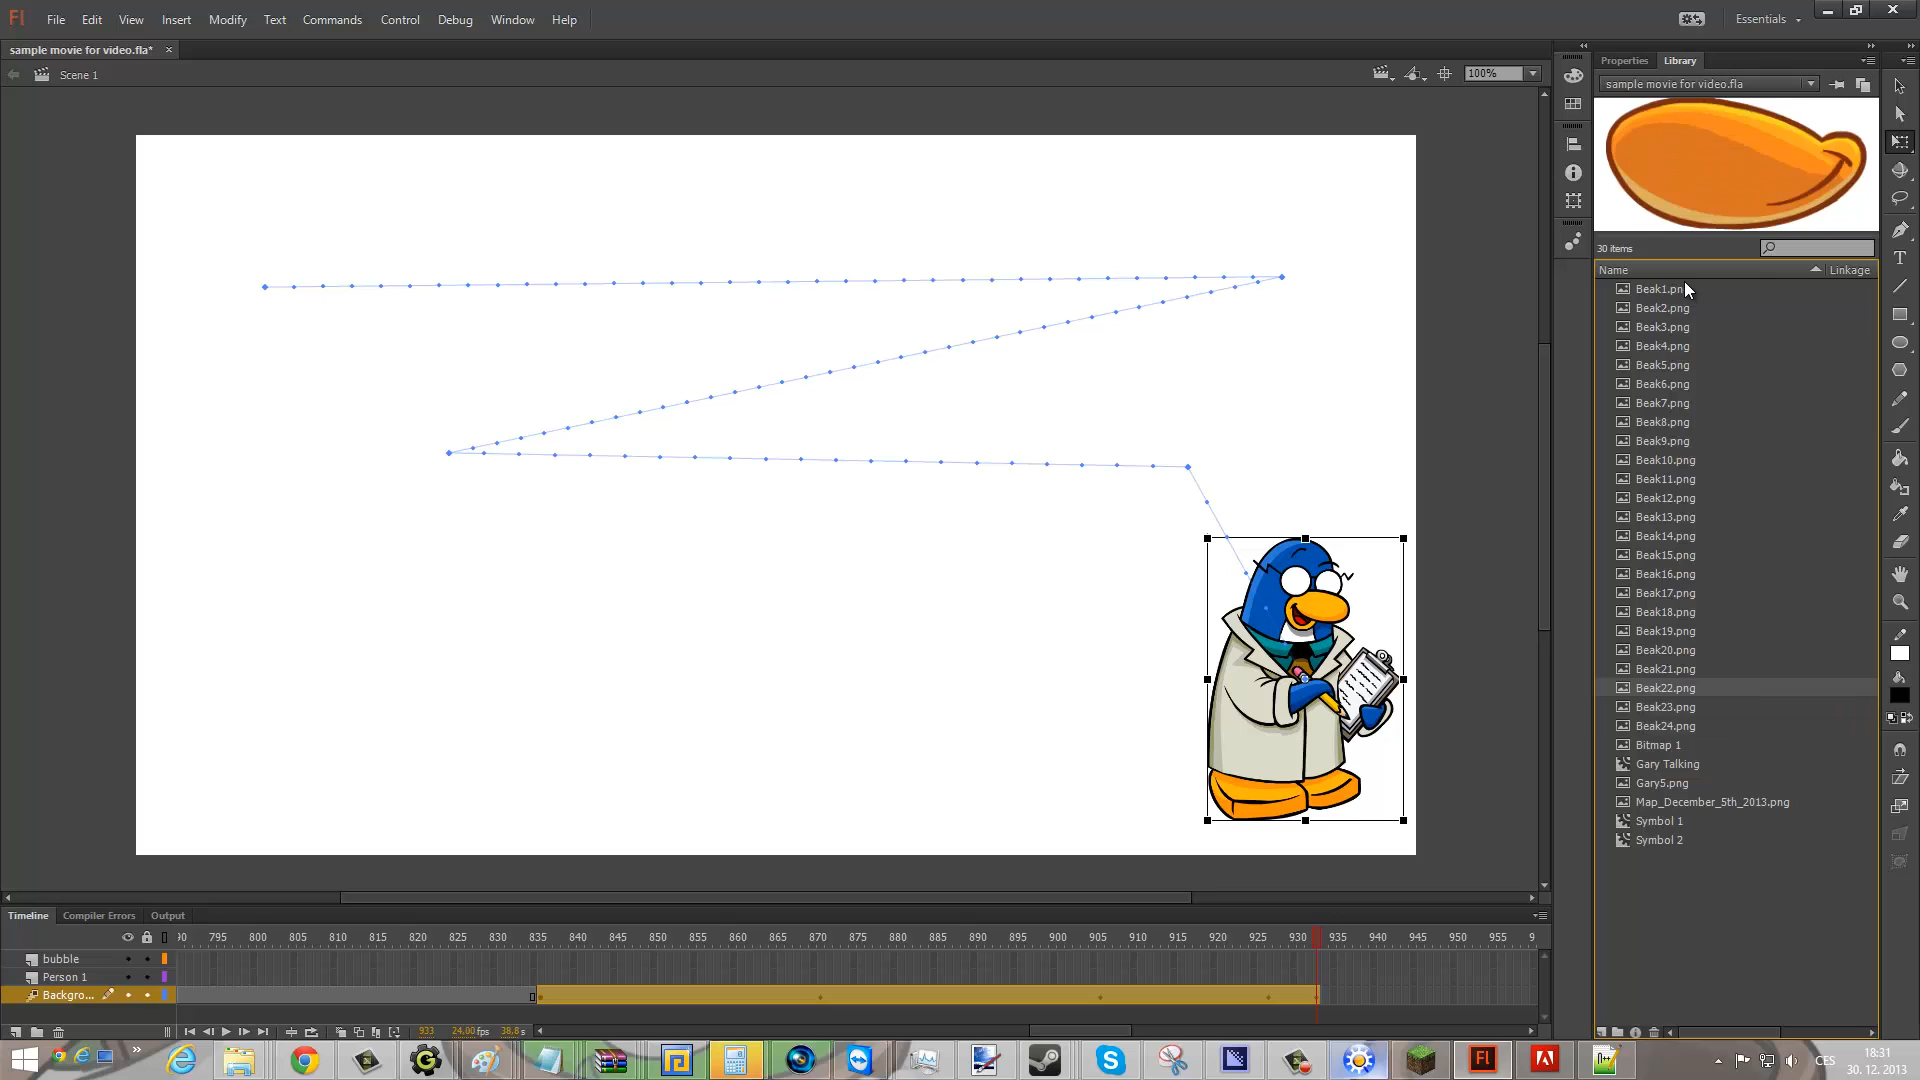 Fl File Edit View Insert Modify Text Commands Control Debug Window Help Essentials
sample movie for video.fla*
Scene 1 100%
Properties Library
sample movie for video.fla
30 items
Name Linkage
Beak1.png
Beak2.png
Beak3.png
Beak4.png
Beak5.png
Beak6.png
Beak7.png
Beak8.png
Beak9.png
Beak10.png
Beak11.png
Beak12.png
Beak13.png
Beak14.png
Beak15.png
Beak16.png
Beak17.png
Beak18.png
Beak19.png
Beak20.png
Beak21.png
Beak22.png
Beak23.png
Beak24.png
Bitmap 1
Gary Talking
Gary5.png
Map_December_5th_2013.png
Symbol 1
Symbol 2
Timeline Compiler Errors Output
90 795 800 805 810 815 820 825 830 835 840 845 850 855 860 865 870 875 880 885 890 895 900 905 910 915 920 925 930 935 940 945 950 955 9
bubble
Person 1
Backgro...
933 24,00 fps 38,8 s
CES 18:31
30. 12. 2013